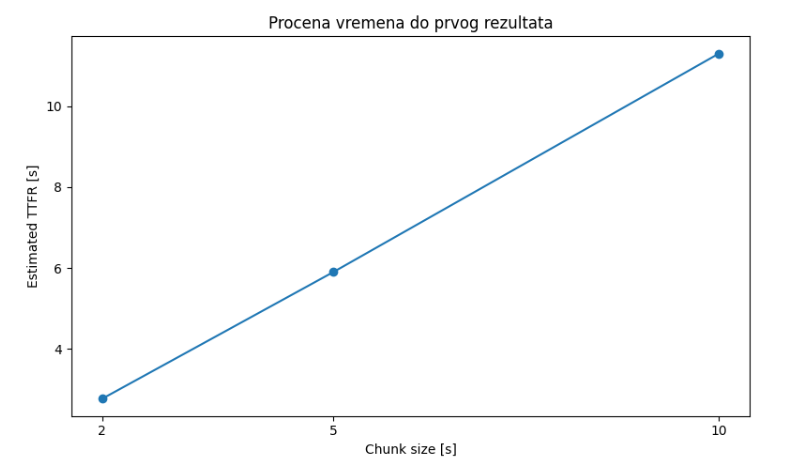 Procena vremena do prvog rezultata
Estimated TTFR [s]
10
8
6
4
2
5
10
Chunk size [s]